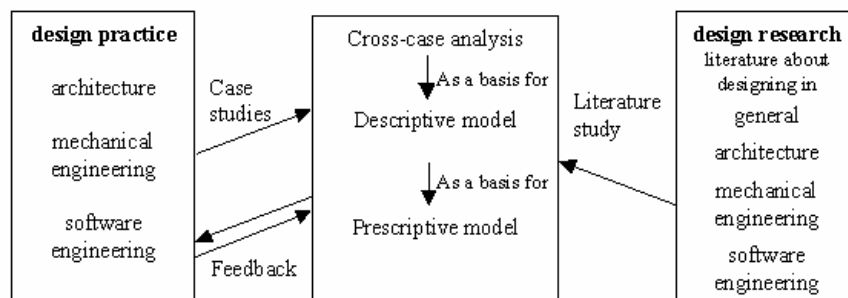 design practice
architecture
mechanical
engineering
software
engineering
Case
studies
Feedback
Cross-case analysis
As a basis for
Descriptive model
As a basis for
Prescriptive model
Literature
study
design research
literature about
designing in
general
architecture
mechanical
engineering
software
engineering